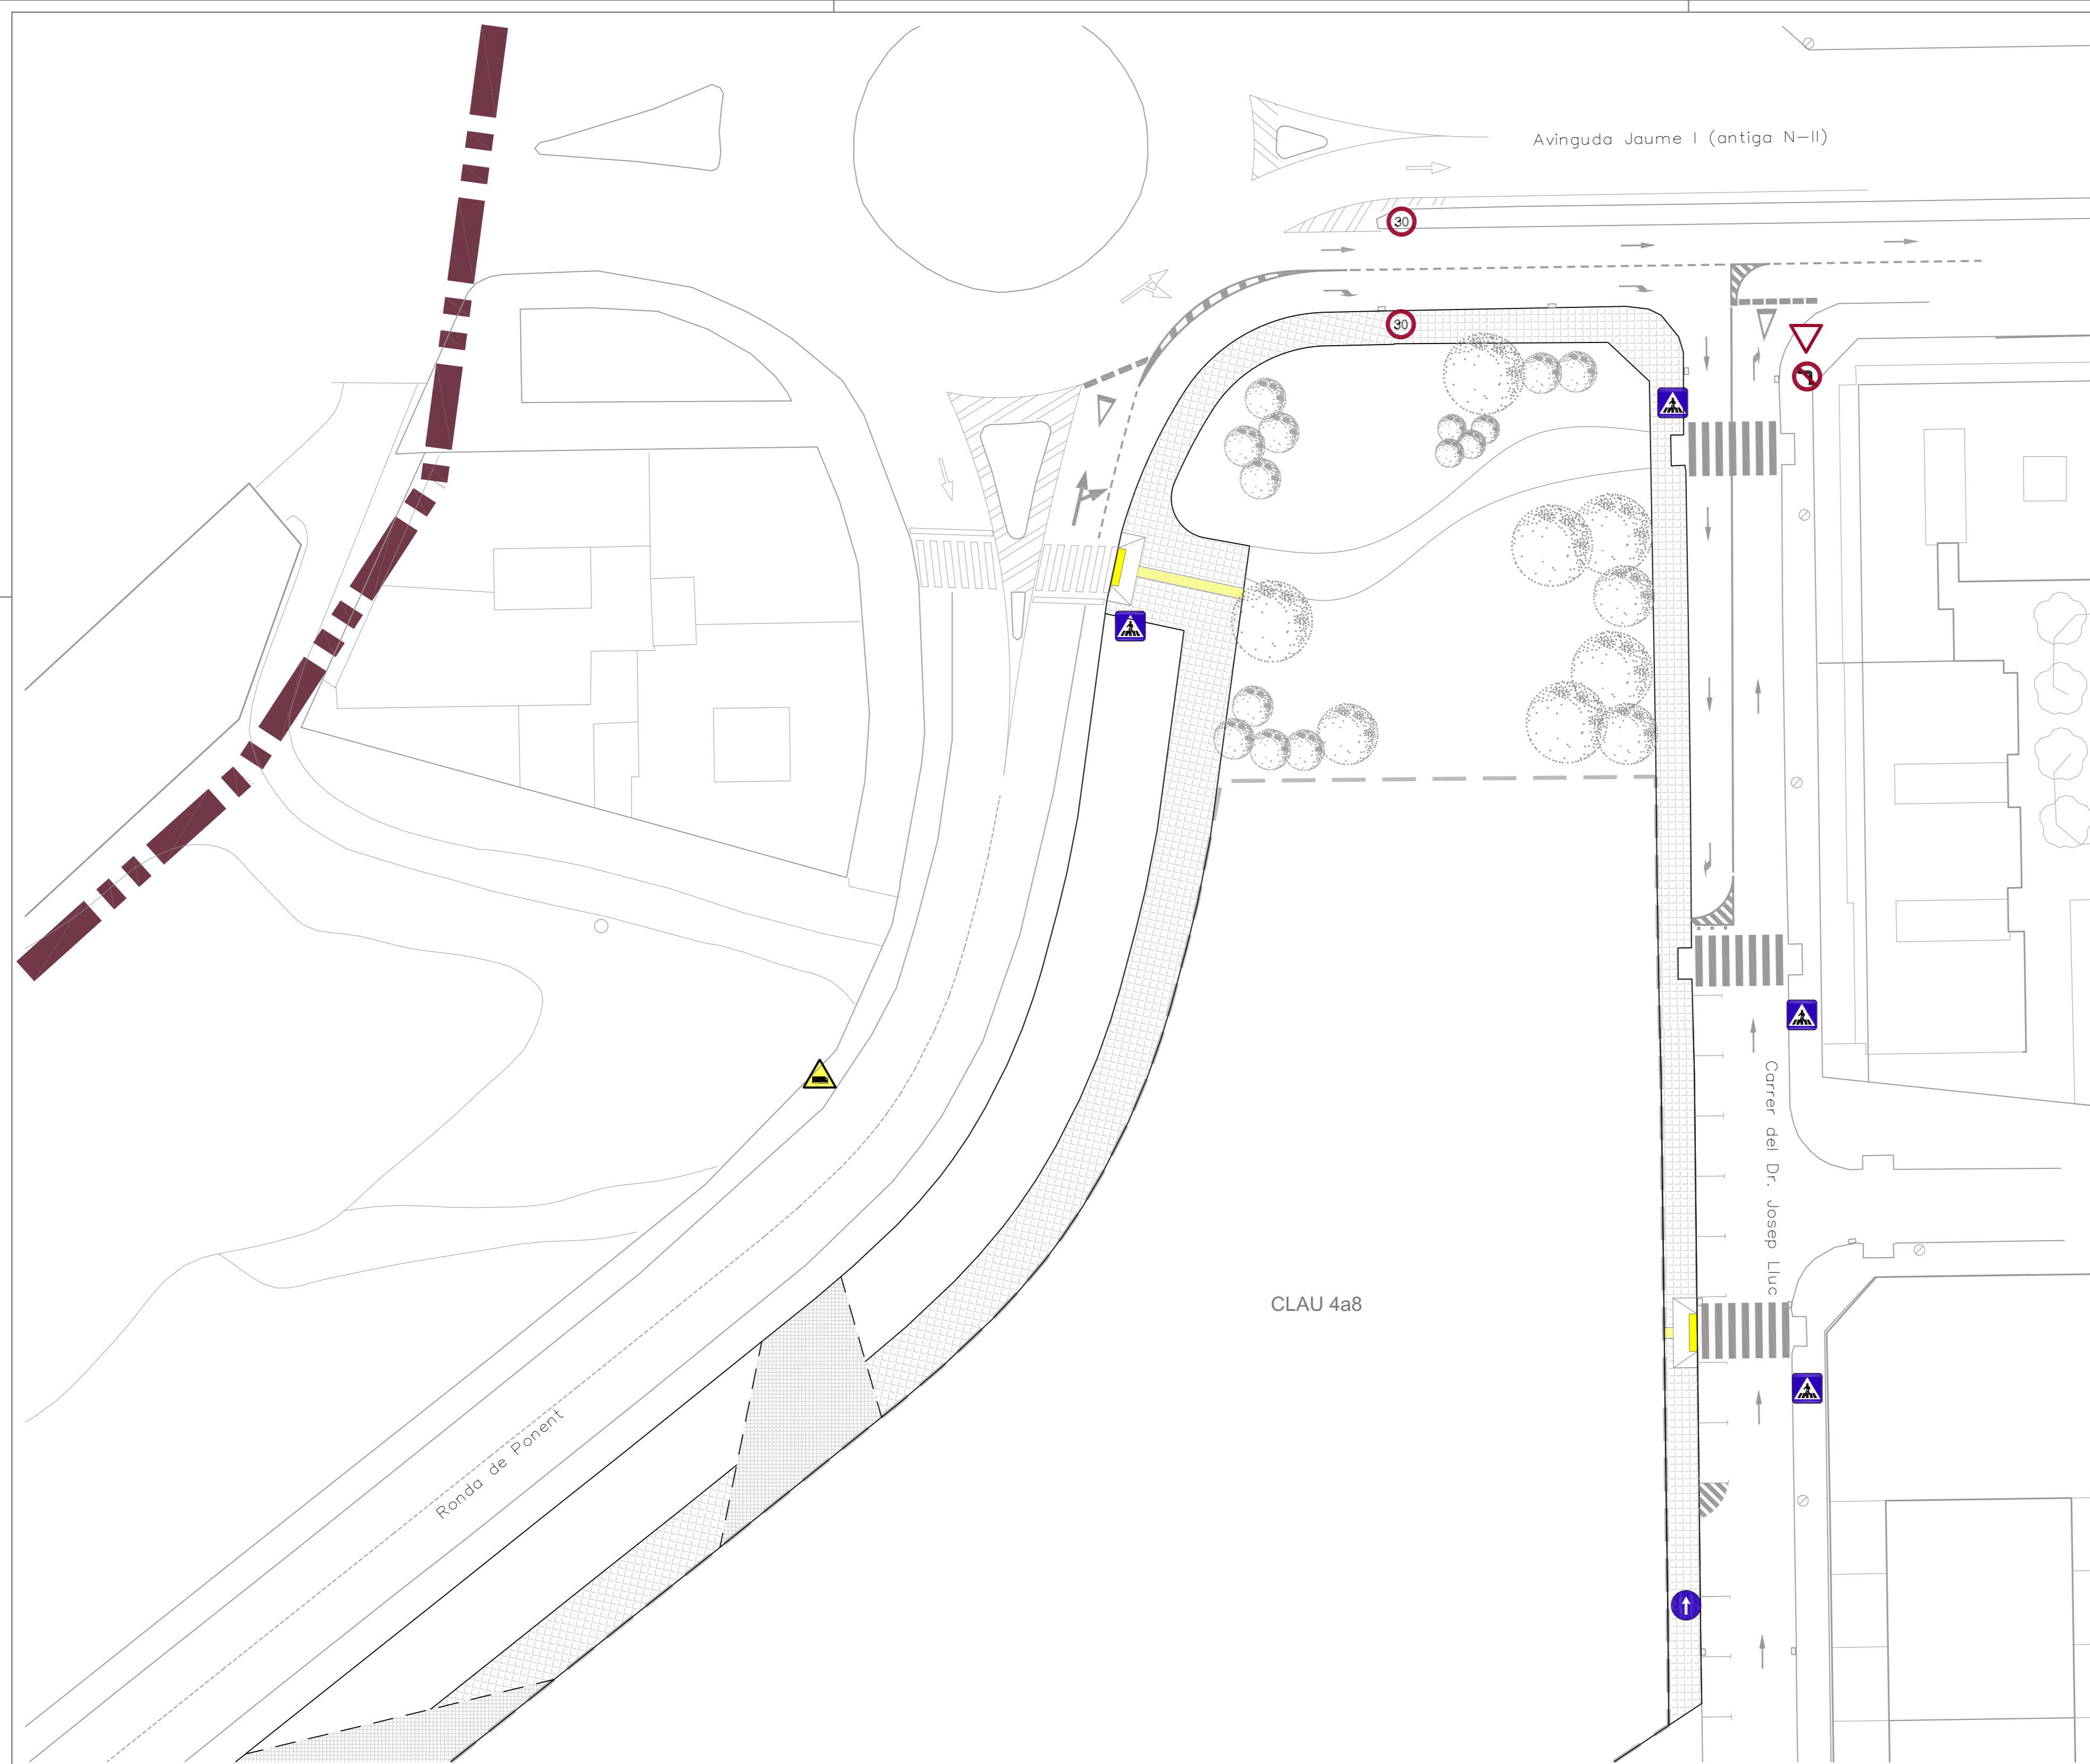 Avinguda Jaume I (antiga N-II)
30
30
Carrer del Dr. Josep Lluc
CLAU 4a8
Ronda de Ponent